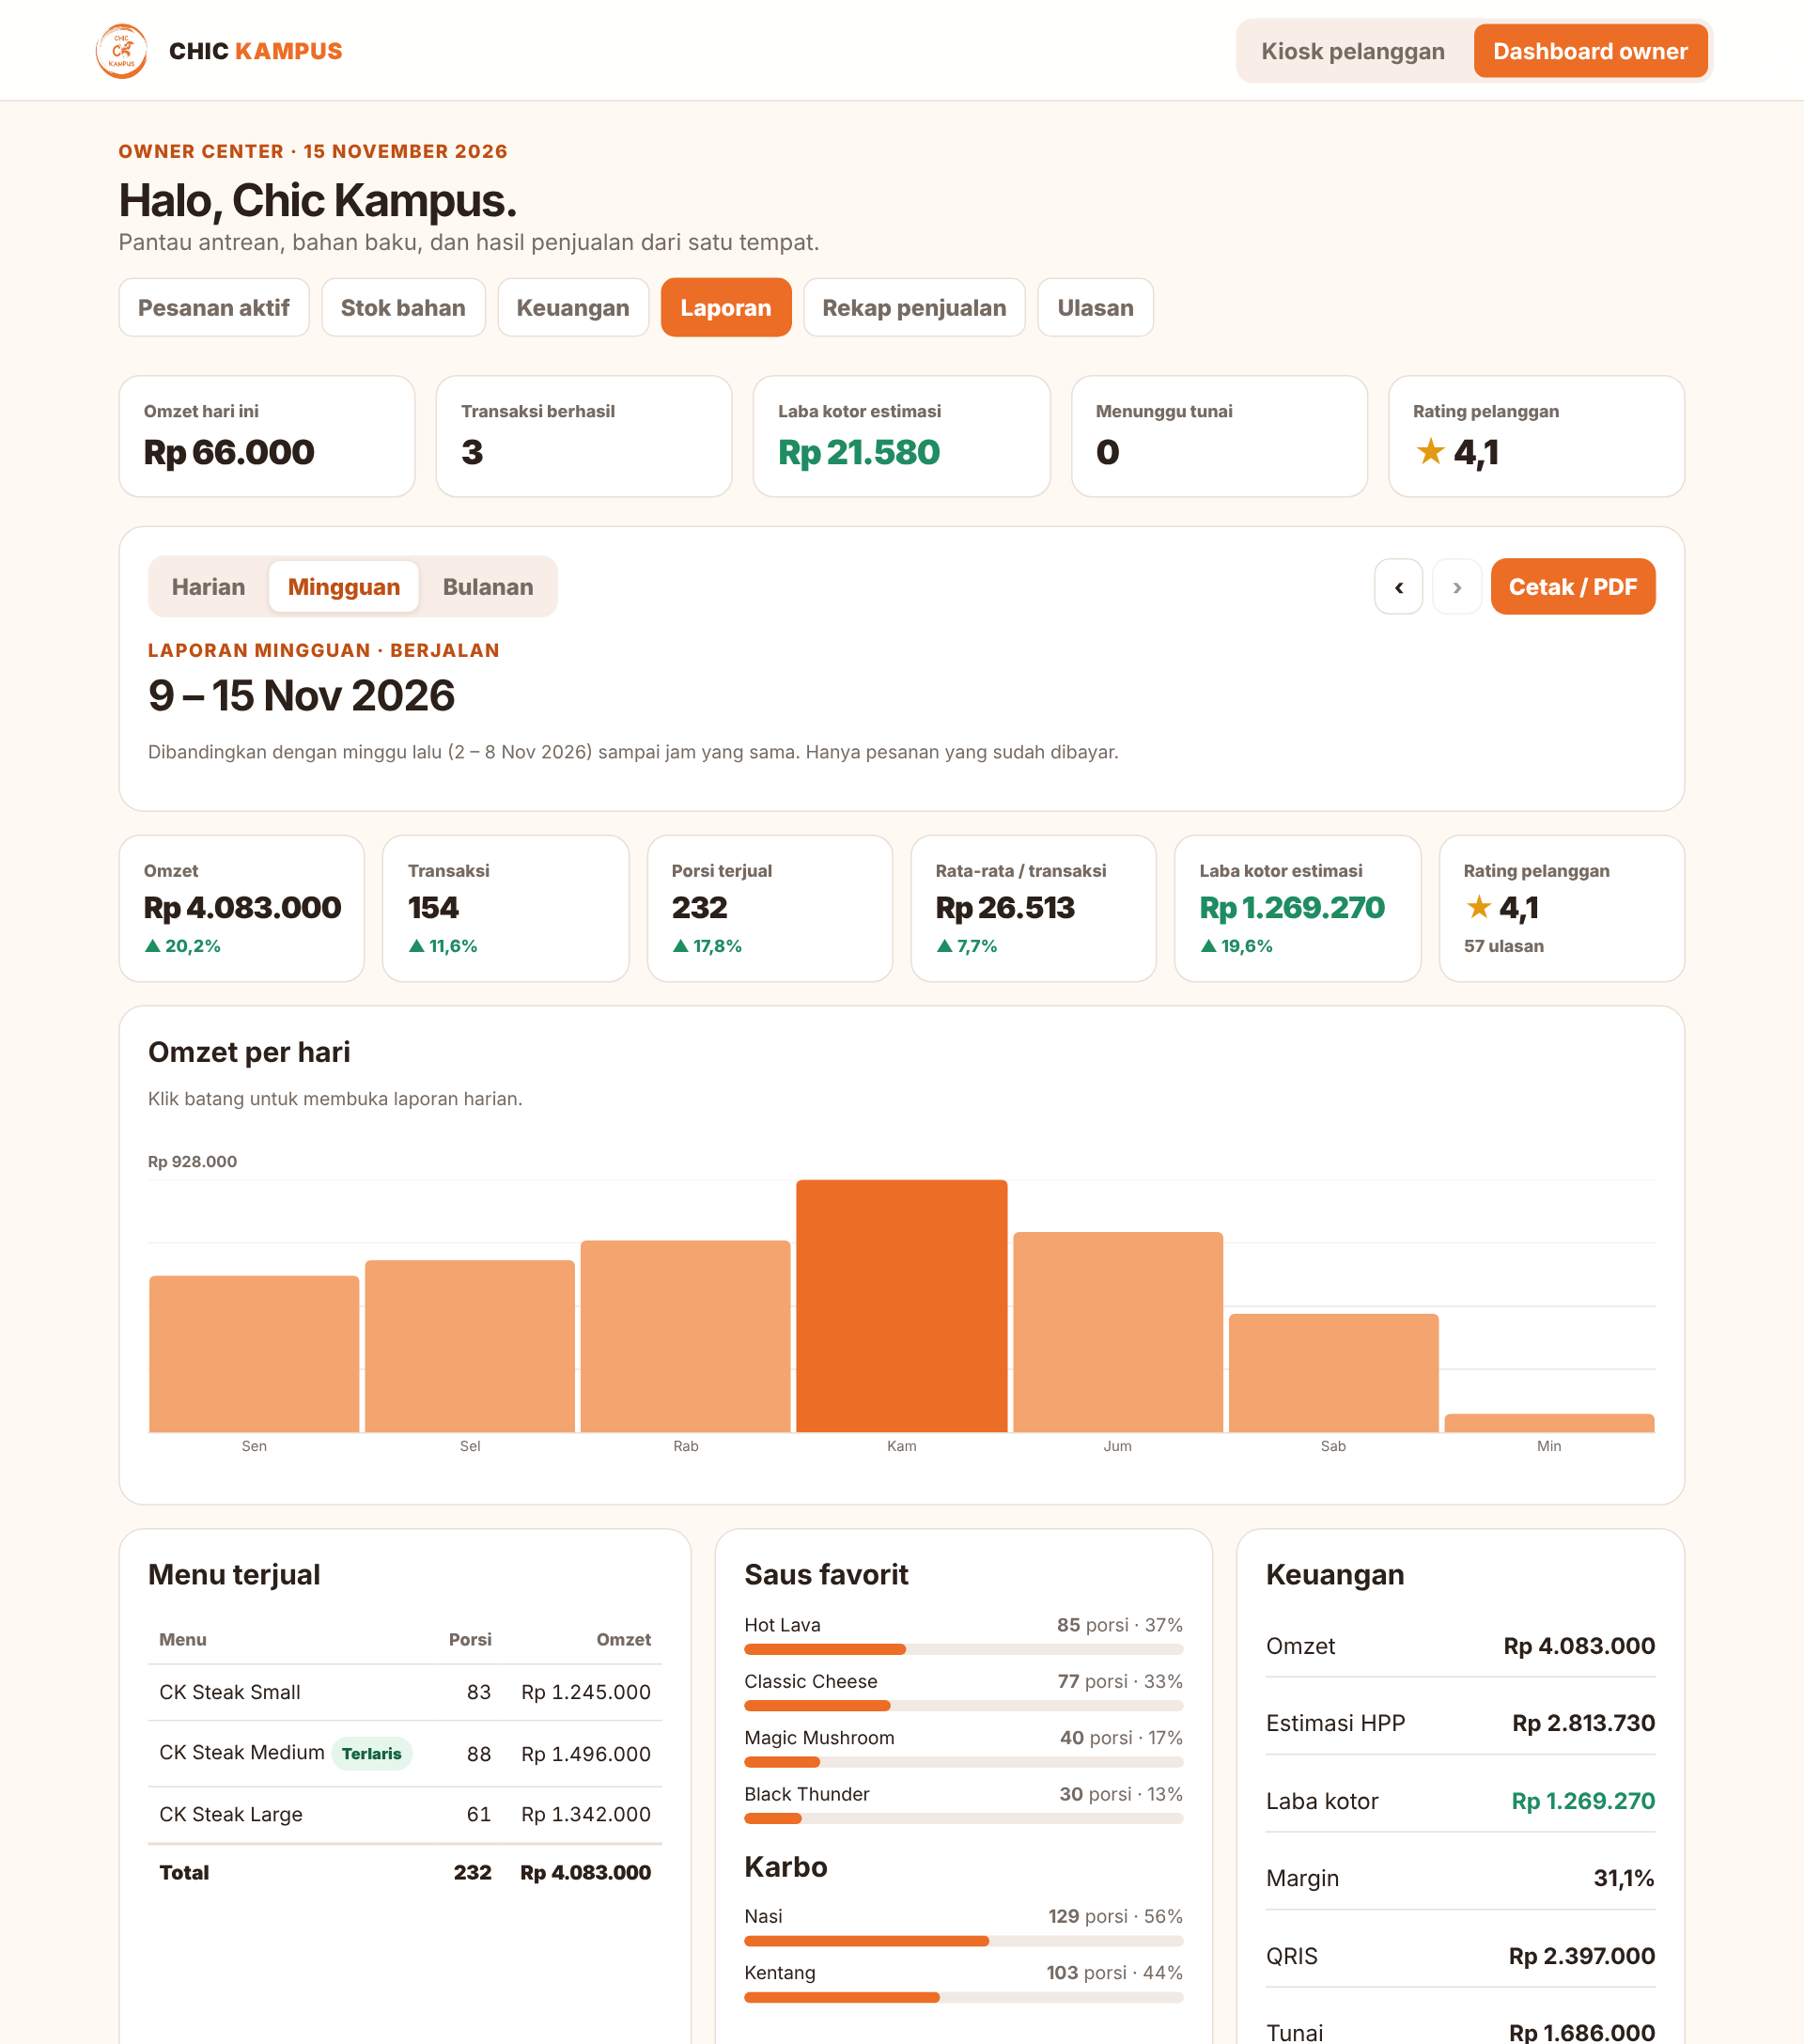 CHIC
CK
KAMPUS
CHIC KAMPUS
Kiosk pelanggan
Dashboard owner
OWNER CENTER · 15 NOVEMBER 2026
Halo, Chic Kampus.
Pantau antrean, bahan baku, dan hasil penjualan dari satu tempat.
Pesanan aktif
Stok bahan
Keuangan
Laporan
Rekap penjualan
Ulasan
Omzet hari ini
Rp 66.000
Transaksi berhasil
3
Laba kotor estimasi
Rp 21.580
Menunggu tunai
0
Rating pelanggan
★ 4,1
Harian
Mingguan
Bulanan
‹
›
Cetak / PDF
LAPORAN MINGGUAN · BERJALAN
9 – 15 Nov 2026
Dibandingkan dengan minggu lalu (2 – 8 Nov 2026) sampai jam yang sama. Hanya pesanan yang sudah dibayar.
Omzet
Rp 4.083.000
▲ 20,2%
Transaksi
154
▲ 11,6%
Porsi terjual
232
▲ 17,8%
Rata-rata / transaksi
Rp 26.513
▲ 7,7%
Laba kotor estimasi
Rp 1.269.270
▲ 19,6%
Rating pelanggan
★ 4,1
57 ulasan
Omzet per hari
Klik batang untuk membuka laporan harian.
Rp 928.000
Sen Sel Rab Kam Jum Sab Min
Menu terjual
Menu Porsi Omzet
CK Steak Small 83 Rp 1.245.000
CK Steak Medium Terlaris 88 Rp 1.496.000
CK Steak Large 61 Rp 1.342.000
Total 232 Rp 4.083.000
Saus favorit
Hot Lava 85 porsi · 37%
Classic Cheese 77 porsi · 33%
Magic Mushroom 40 porsi · 17%
Black Thunder 30 porsi · 13%
Karbo
Nasi 129 porsi · 56%
Kentang 103 porsi · 44%
Keuangan
Omzet Rp 4.083.000
Estimasi HPP Rp 2.813.730
Laba kotor Rp 1.269.270
Margin 31,1%
QRIS Rp 2.397.000
Tunai Rp 1.686.000